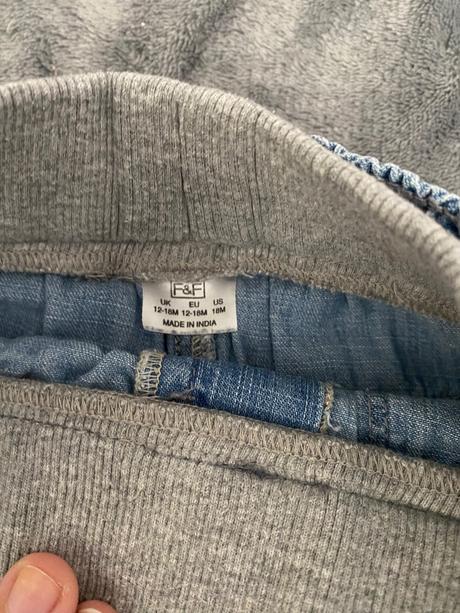 F&F
UK EU US
12-18M 12-18M 18M
MADE IN INDIA